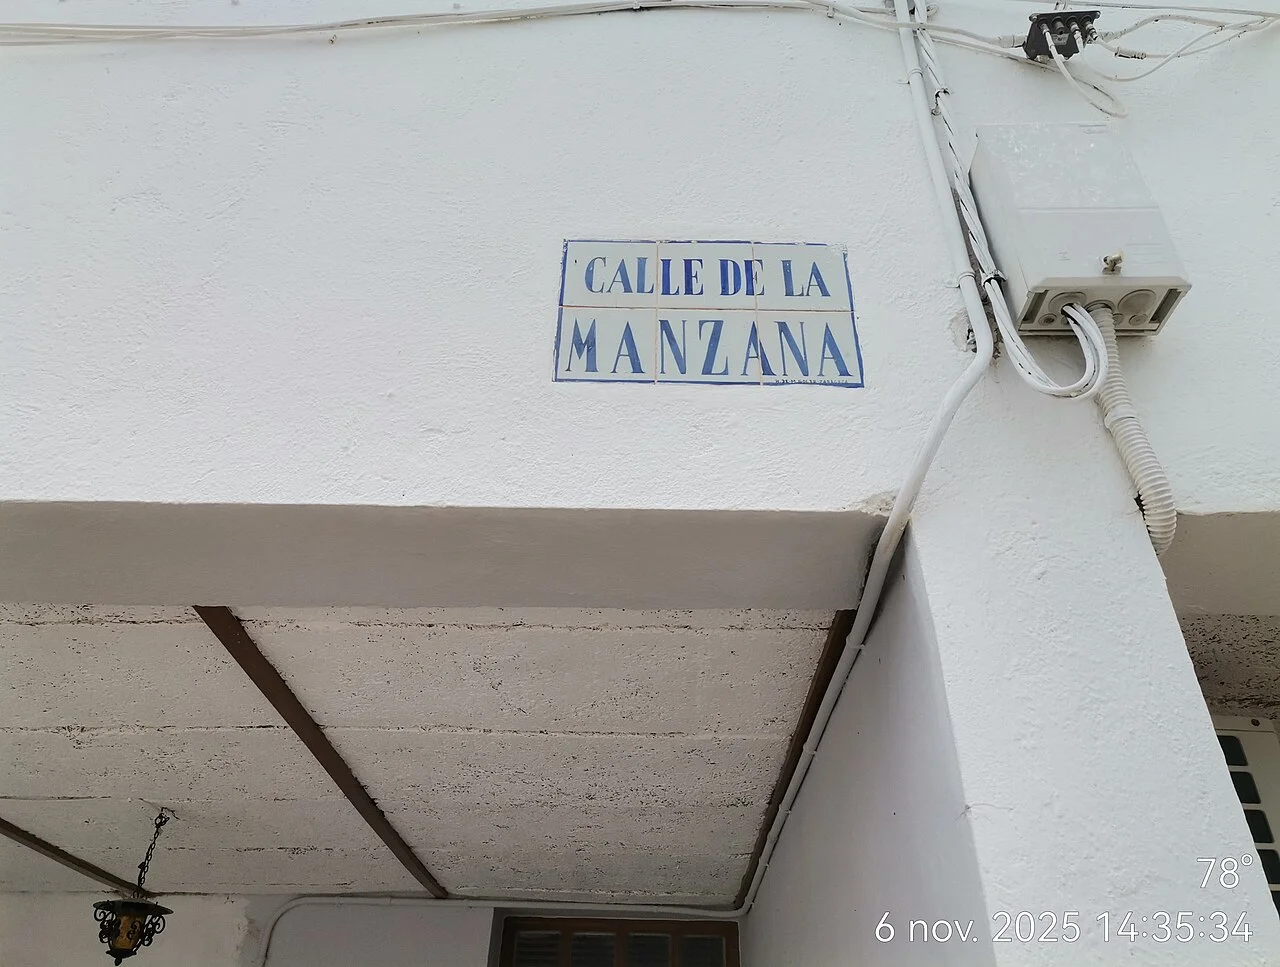 CALLE DE LA
MANZANA
78°
6 nov. 2025 14:35:34